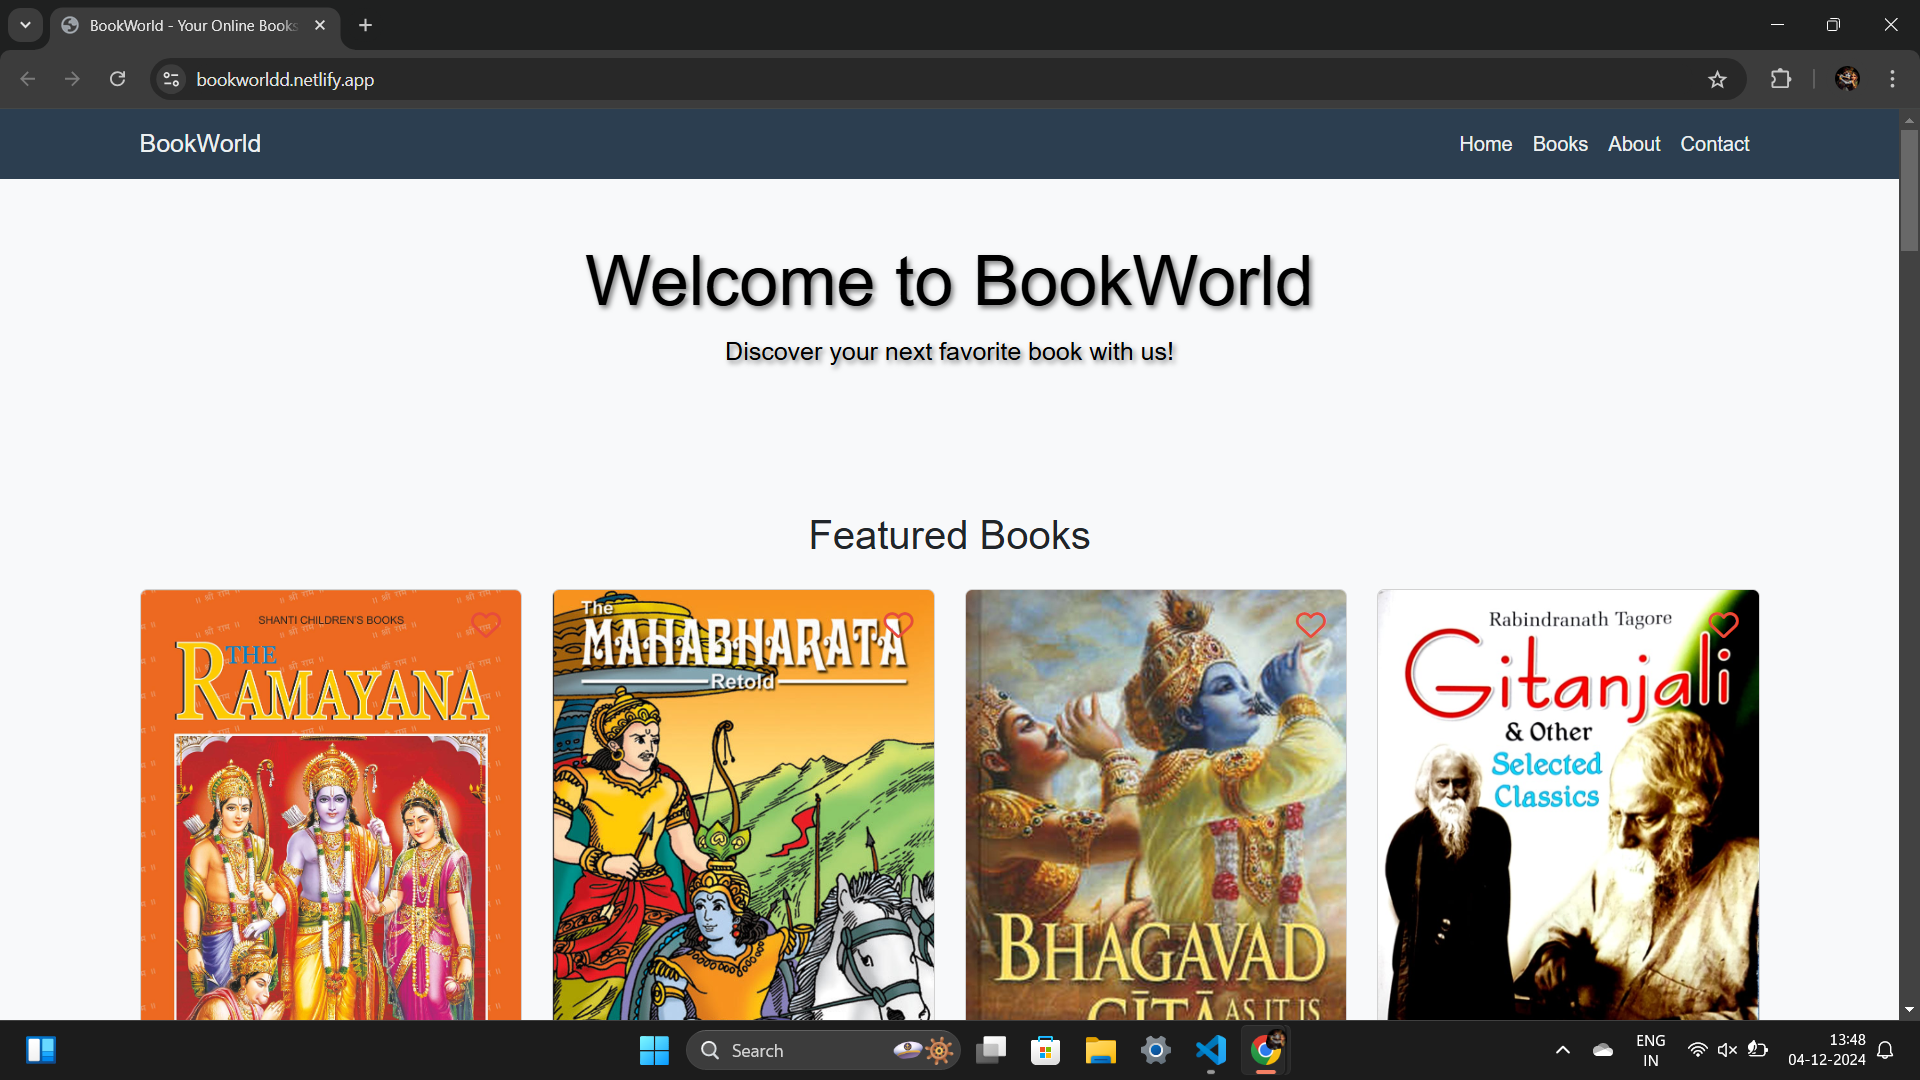 BookWorld - Your Online Books
bookworldd.netlify.app
BookWorld
Home Books About Contact
Welcome to BookWorld
Discover your next favorite book with us!
Featured Books
SHANTI CHILDREN'S BOOKS
THE
RAMAYANA
The
MAHABHARATA
Retold
BHAGAVAD
GĪTĀ AS IT IS
Rabindranath Tagore
Gitanjali
& Other
Selected
Classics
Search
ENG
IN
13:48
04-12-2024